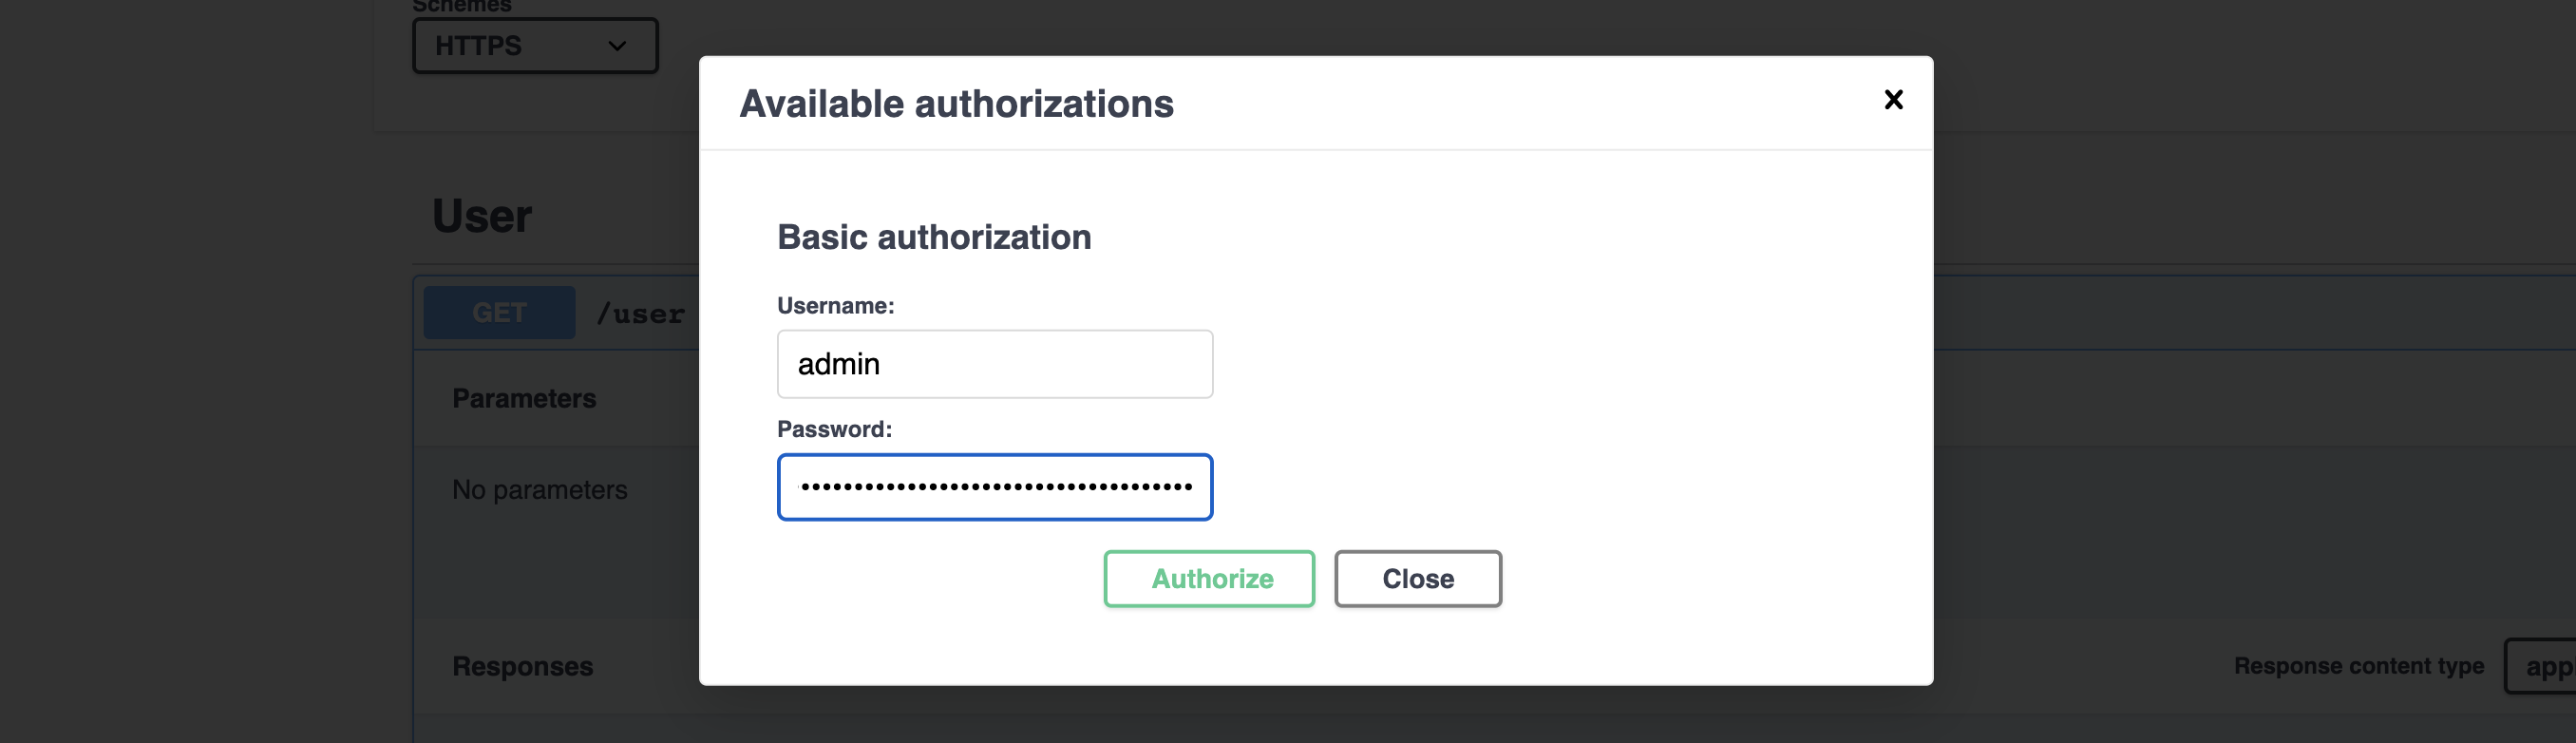 Schemes
HTTPS
Available authorizations
User
Basic authorization
GET /user
Username:
admin
Parameters
Password:
No parameters
Authorize Close
Responses
Response content type
app